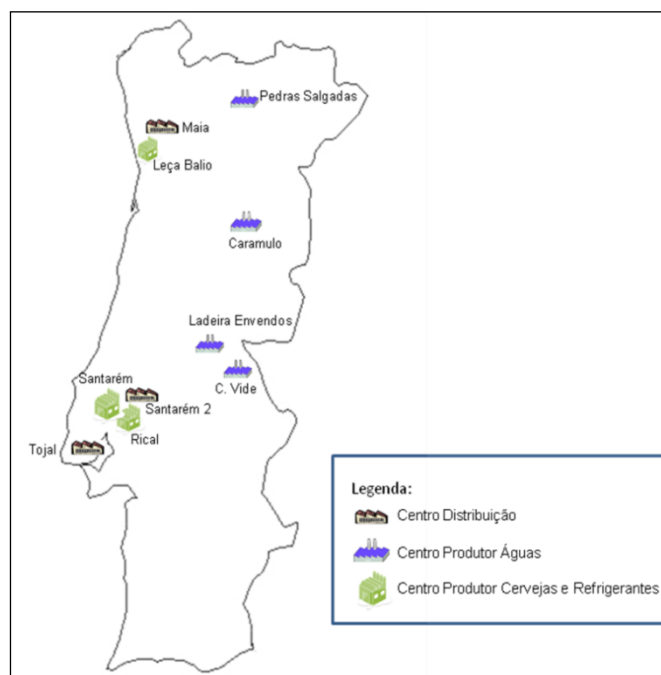 Pedras Salgadas
Maia
Leça Balio
Caramulo
Ladeira Envendos
C. Vide
Santarém
Santarém 2
Rical
Tojal
Legenda:
Centro Distribuição
Centro Produtor Águas
Centro Produtor Cervejas e Refrigerantes